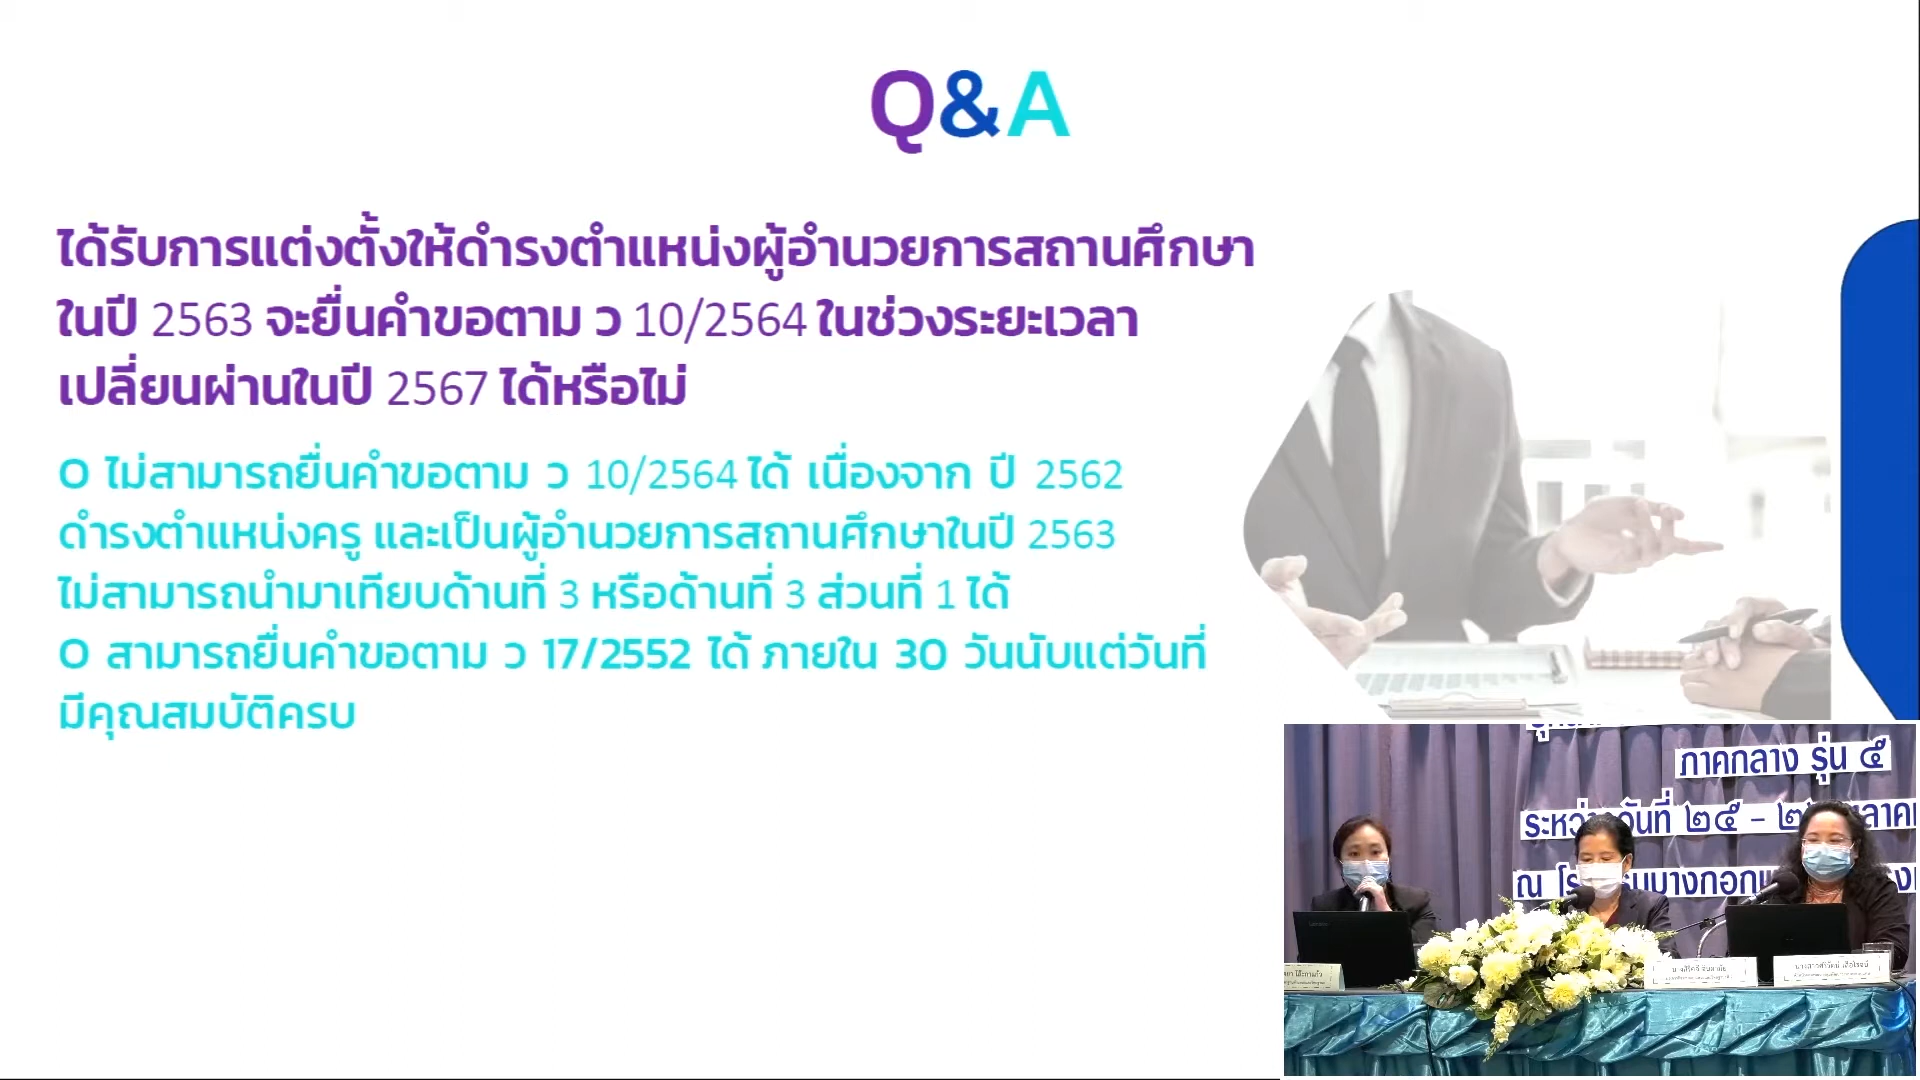 Q&A
ได้รับการแต่งตั้งให้ดำรงตำแหน่งผู้อำนวยการสถานศึกษา
ในปี 2563 จะยื่นคำขอตาม ว 10/2564 ในช่วงระยะเวลา
เปลี่ยนผ่านในปี 2567 ได้หรือไม่
O ไม่สามารถยื่นคำขอตาม ว 10/2564 ได้ เนื่องจาก ปี 2562
ดำรงตำแหน่งครู และเป็นผู้อำนวยการสถานศึกษาในปี 2563
ไม่สามารถนำมาเทียบด้านที่ 3 หรือด้านที่ 3 ส่วนที่ 1 ได้
O สามารถยื่นคำขอตาม ว 17/2552 ได้ ภายใน 30 วันนับแต่วันที่
มีคุณสมบัติครบ
ภาคกลาง รุ่น ๕
ระหว่างวันที่ ๒๕ -
ณ